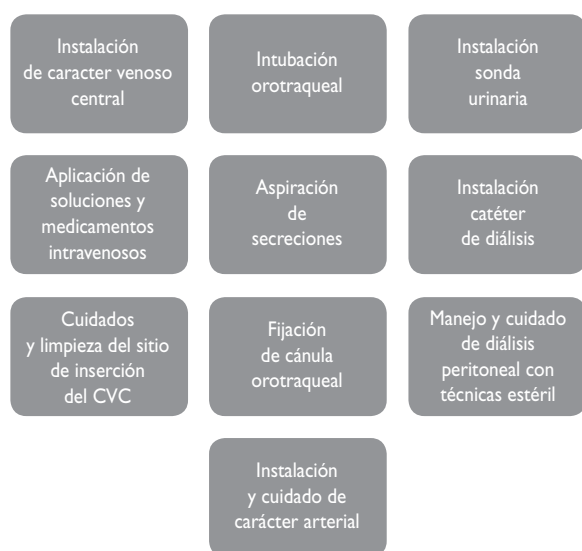 Instalación
de caracter venoso
central
Intubación
orotraqueal
Instalación
sonda
urinaria
Aplicación de
soluciones y
medicamentos
intravenosos
Aspiración
de
secreciones
Instalación
catéter
de diálisis
Cuidados
y limpieza del sitio
de inserción
del CVC
Fijación
de cánula
orotraqueal
Manejo y cuidado
de diálisis
peritoneal con
técnicas estéril
Instalación
y cuidado de
carácter arterial